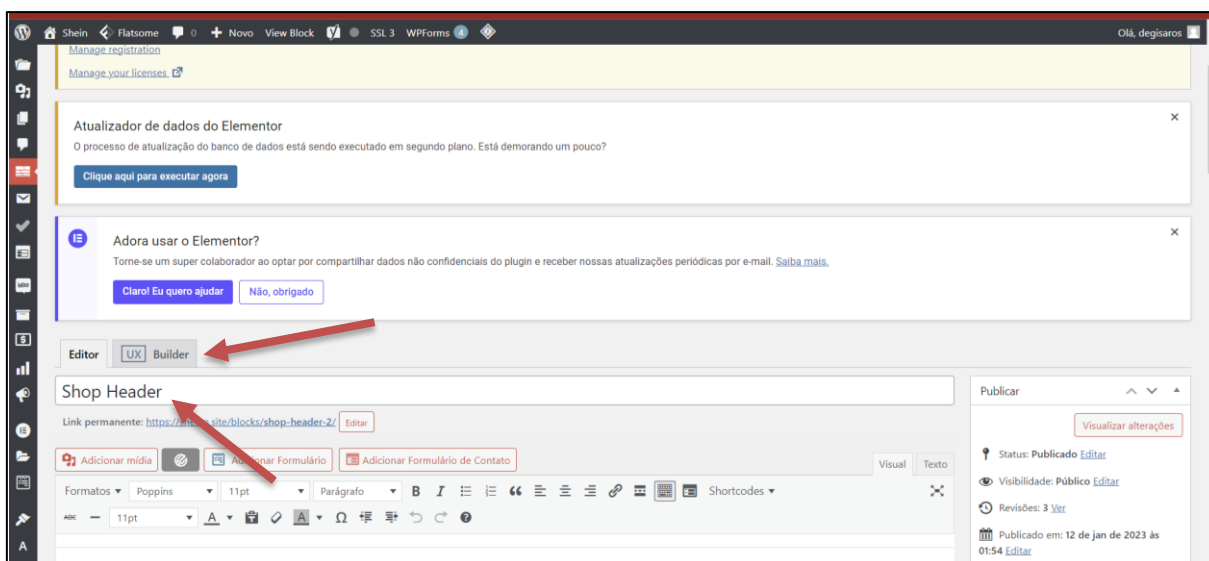 Shein Flatsome 0 Novo View Block SSL 3 WPForms 4 Olá, degisaros
Manage registration
Manage your licenses
Atualizador de dados do Elementor
O processo de atualização do banco de dados está sendo executado em segundo plano. Está demorando um pouco?
Clique aqui para executar agora
Adora usar o Elementor?
Torne-se um super colaborador ao optar por compartilhar dados não confidenciais do plugin e receber nossas atualizações periódicas por e-mail. Saiba mais.
Claro! Eu quero ajudar Não, obrigado
Editor UX Builder
Shop Header
Link permanente: https:// site/blocks/shop-header-2/ Editar
Adicionar mídia Adicionar Formulário Adicionar Formulário de Contato
Visual Texto
Formatos Poppins 11pt Parágrafo B I Shortcodes
ABC 11pt A A Ω
Publicar
Visualizar alterações
Status: Publicado Editar
Visibilidade: Público Editar
Revisões: 3 Ver
Publicado em: 12 de jan de 2023 às
01:54 Editar